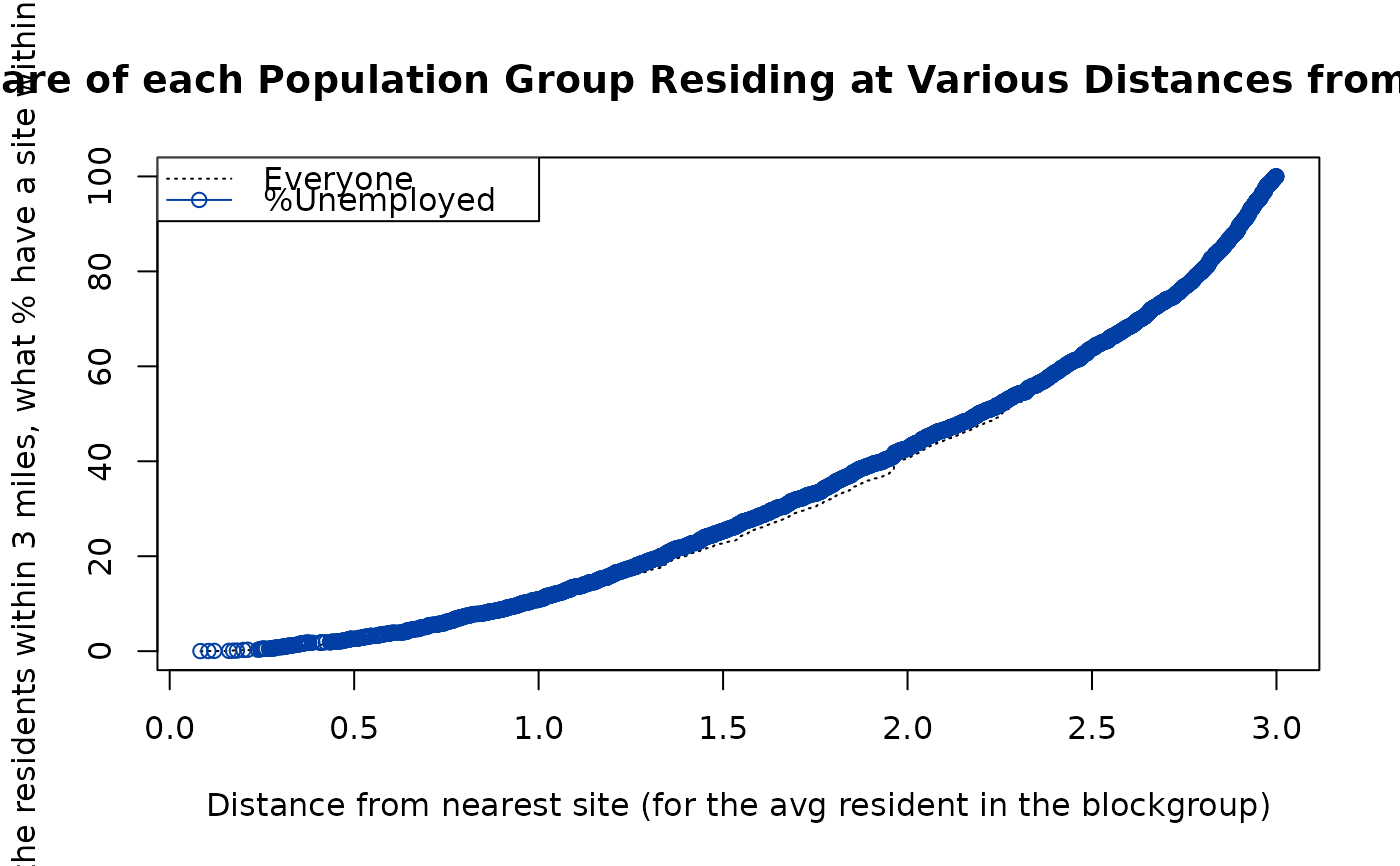 are of each Population Group Residing at Various Distances from
he residents within 3 miles, what % have a site within
Everyone
%Unemployed
100
80
60
40
20
0
0.0 0.5 1.0 1.5 2.0 2.5 3.0
Distance from nearest site (for the avg resident in the blockgroup)